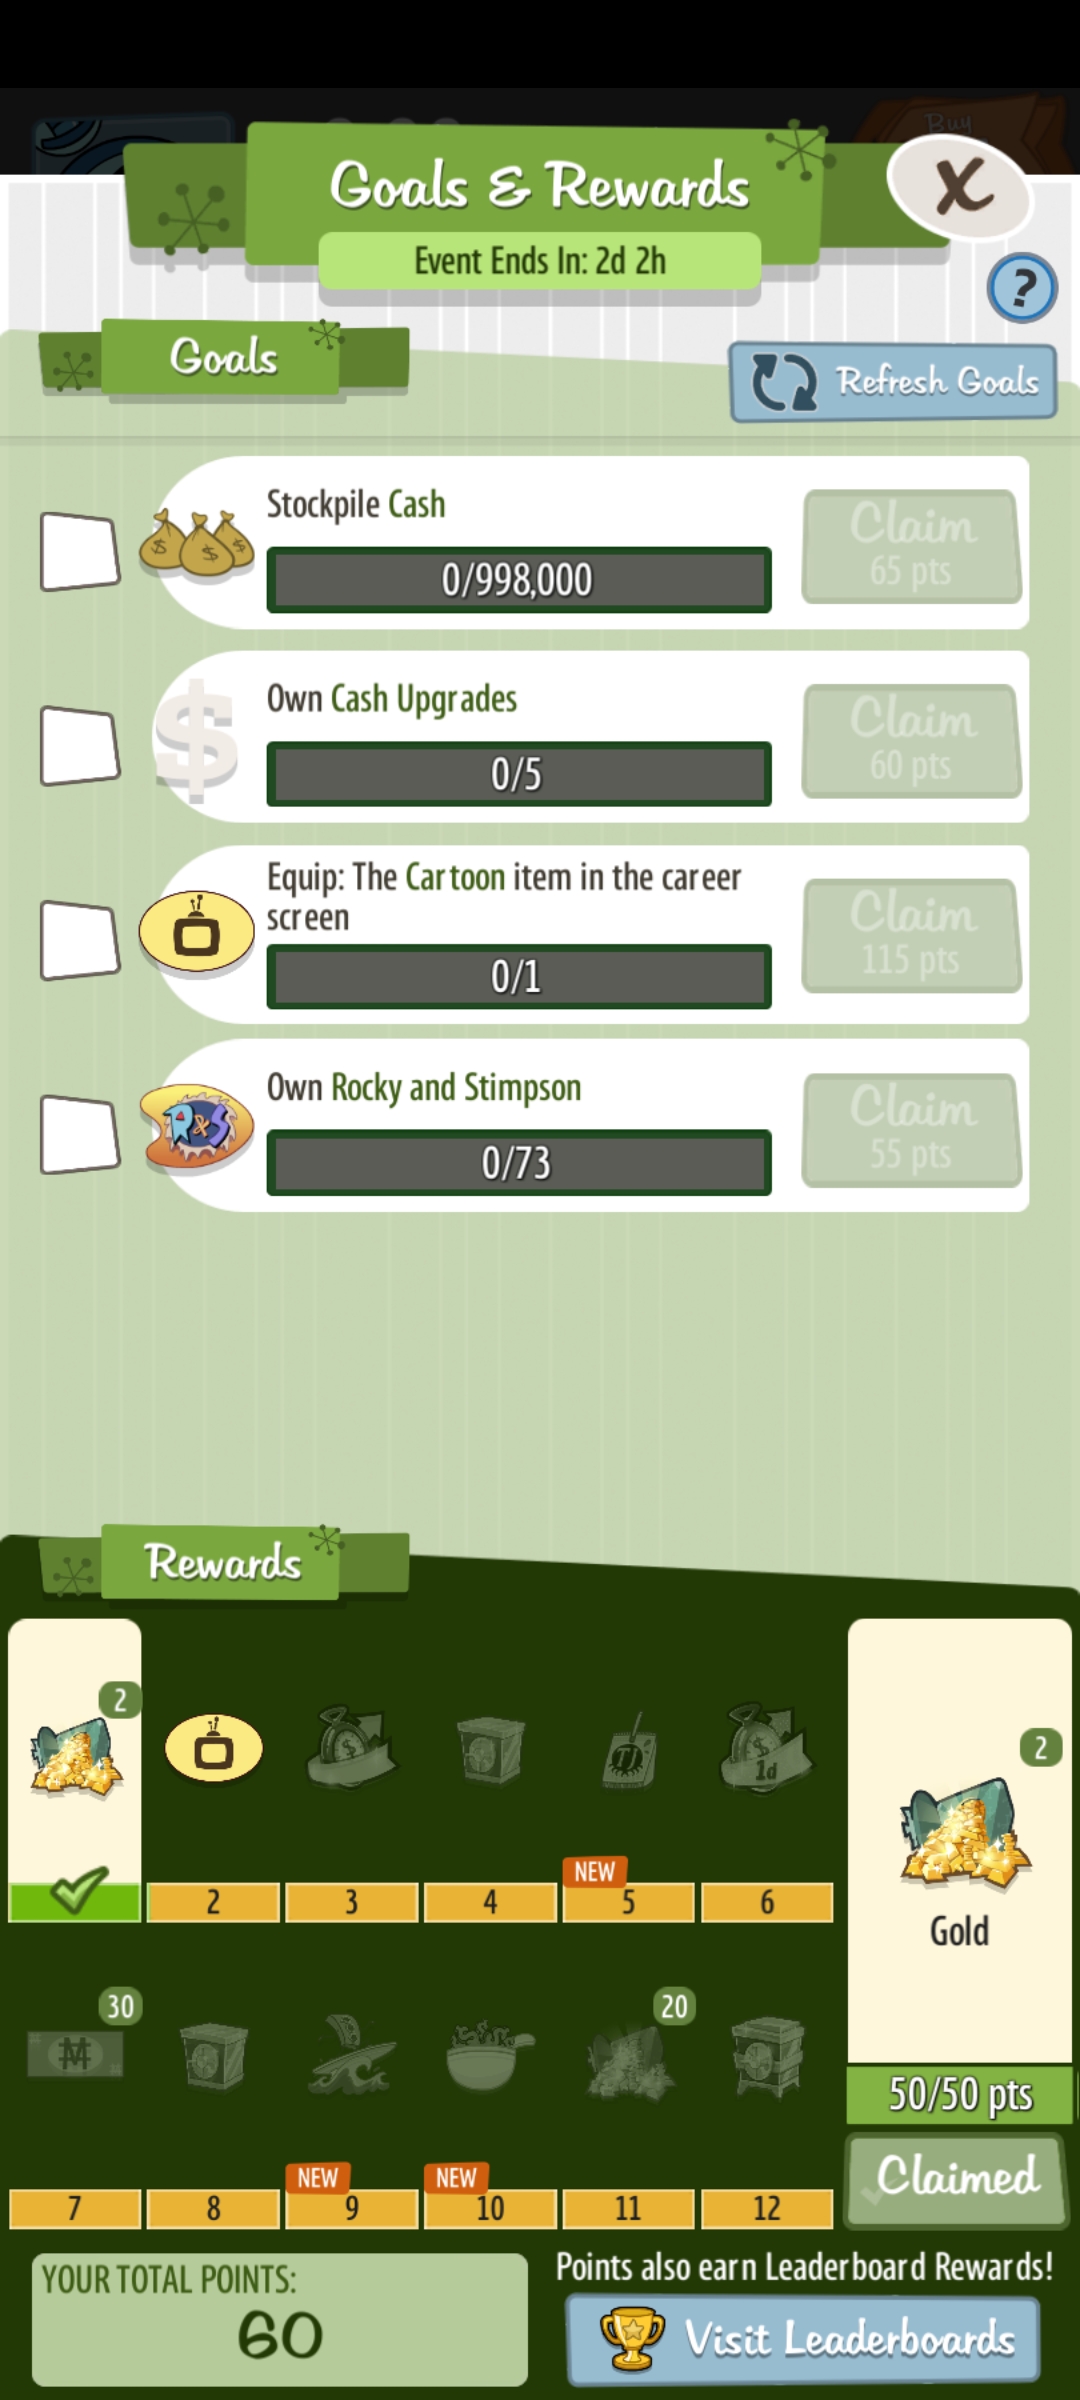 Buy
Goals & Rewards
X
Event Ends In: 2d 2h
?
Goals
Refresh Goals
Stockpile Cash
0/998,000
Claim
65 pts
Own Cash Upgrades
0/5
Claim
60 pts
Equip: The Cartoon item in the career
screen
0/1
Claim
115 pts
Own Rocky and Stimpson
0/73
Claim
55 pts
R&S
Rewards
2
2
Gold
50/50 pts
Claimed
TJ
1d
NEW
2
3
4
5
6
30
20
NEW
NEW
7
8
9
10
11
12
YOUR TOTAL POINTS:
60
Points also earn Leaderboard Rewards!
Visit Leaderboards